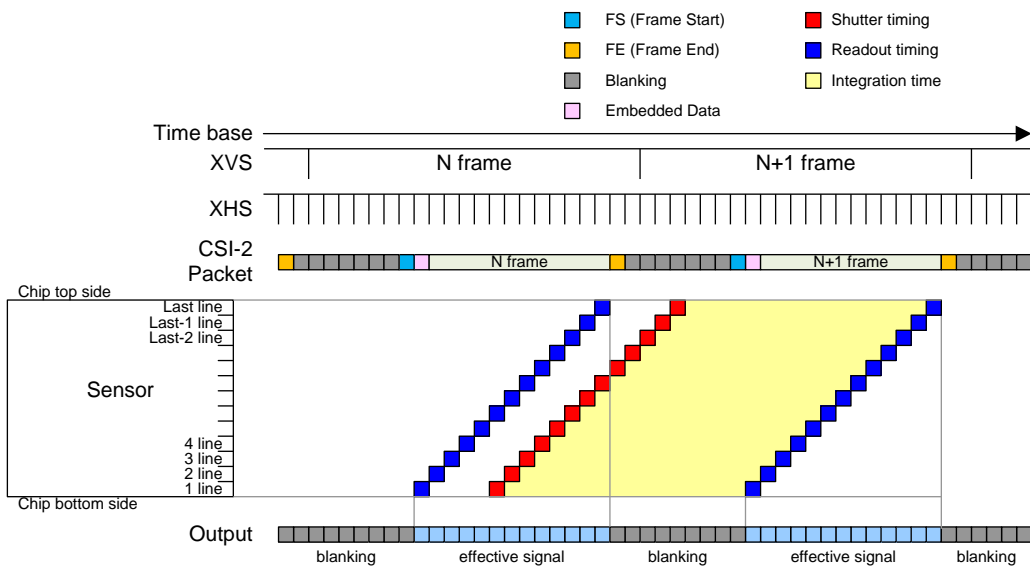 FS (Frame Start)
Shutter timing
FE (Frame End)
Readout timing
Blanking
Integration time
Embedded Data
Time base
XVS
N frame
N+1 frame
XHS
CSI-2
Packet
N frame
N+1 frame
Chip top side
Last line
Last-1 line
Last-2 line
Sensor
4 line
3 line
2 line
1 line
Chip bottom side
Output
blanking
effective signal
blanking
effective signal
blanking